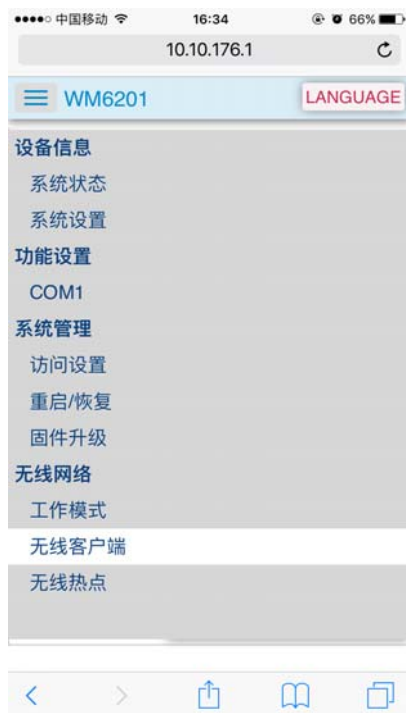 中国移动 16:34 66%
10.10.176.1
WM6201 LANGUAGE
设备信息
系统状态
系统设置
功能设置
COM1
系统管理
访问设置
重启/恢复
固件升级
无线网络
工作模式
无线客户端
无线热点